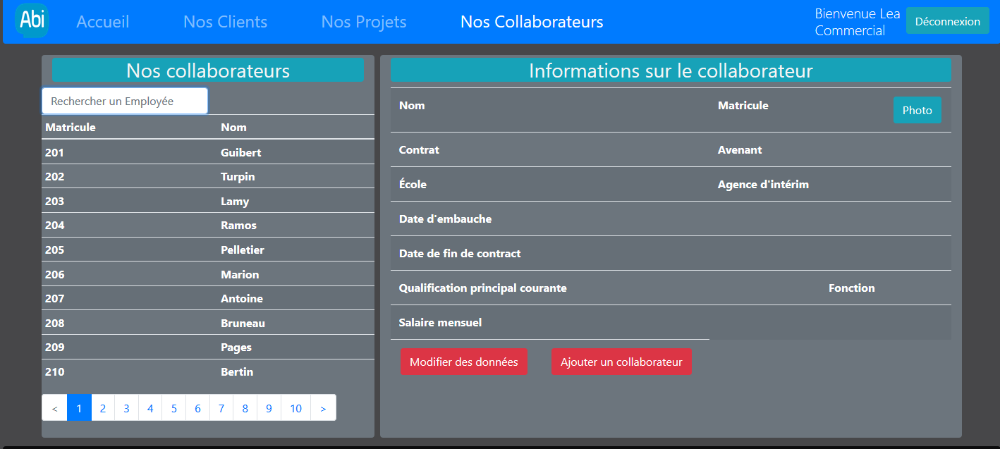 Abi
Accueil
Nos Clients
Nos Projets
Nos Collaborateurs
Bienvenue Lea
Commercial
Déconnexion
Nos collaborateurs
Rechercher un Employée
Matricule Nom
201 Guibert
202 Turpin
203 Lamy
204 Ramos
205 Pelletier
206 Marion
207 Antoine
208 Bruneau
209 Pages
210 Bertin
< 1 2 3 4 5 6 7 8 9 10 >
Informations sur le collaborateur
Nom Matricule Photo
Contrat Avenant
École Agence d'intérim
Date d'embauche
Date de fin de contract
Qualification principal courante Fonction
Salaire mensuel
Modifier des données Ajouter un collaborateur